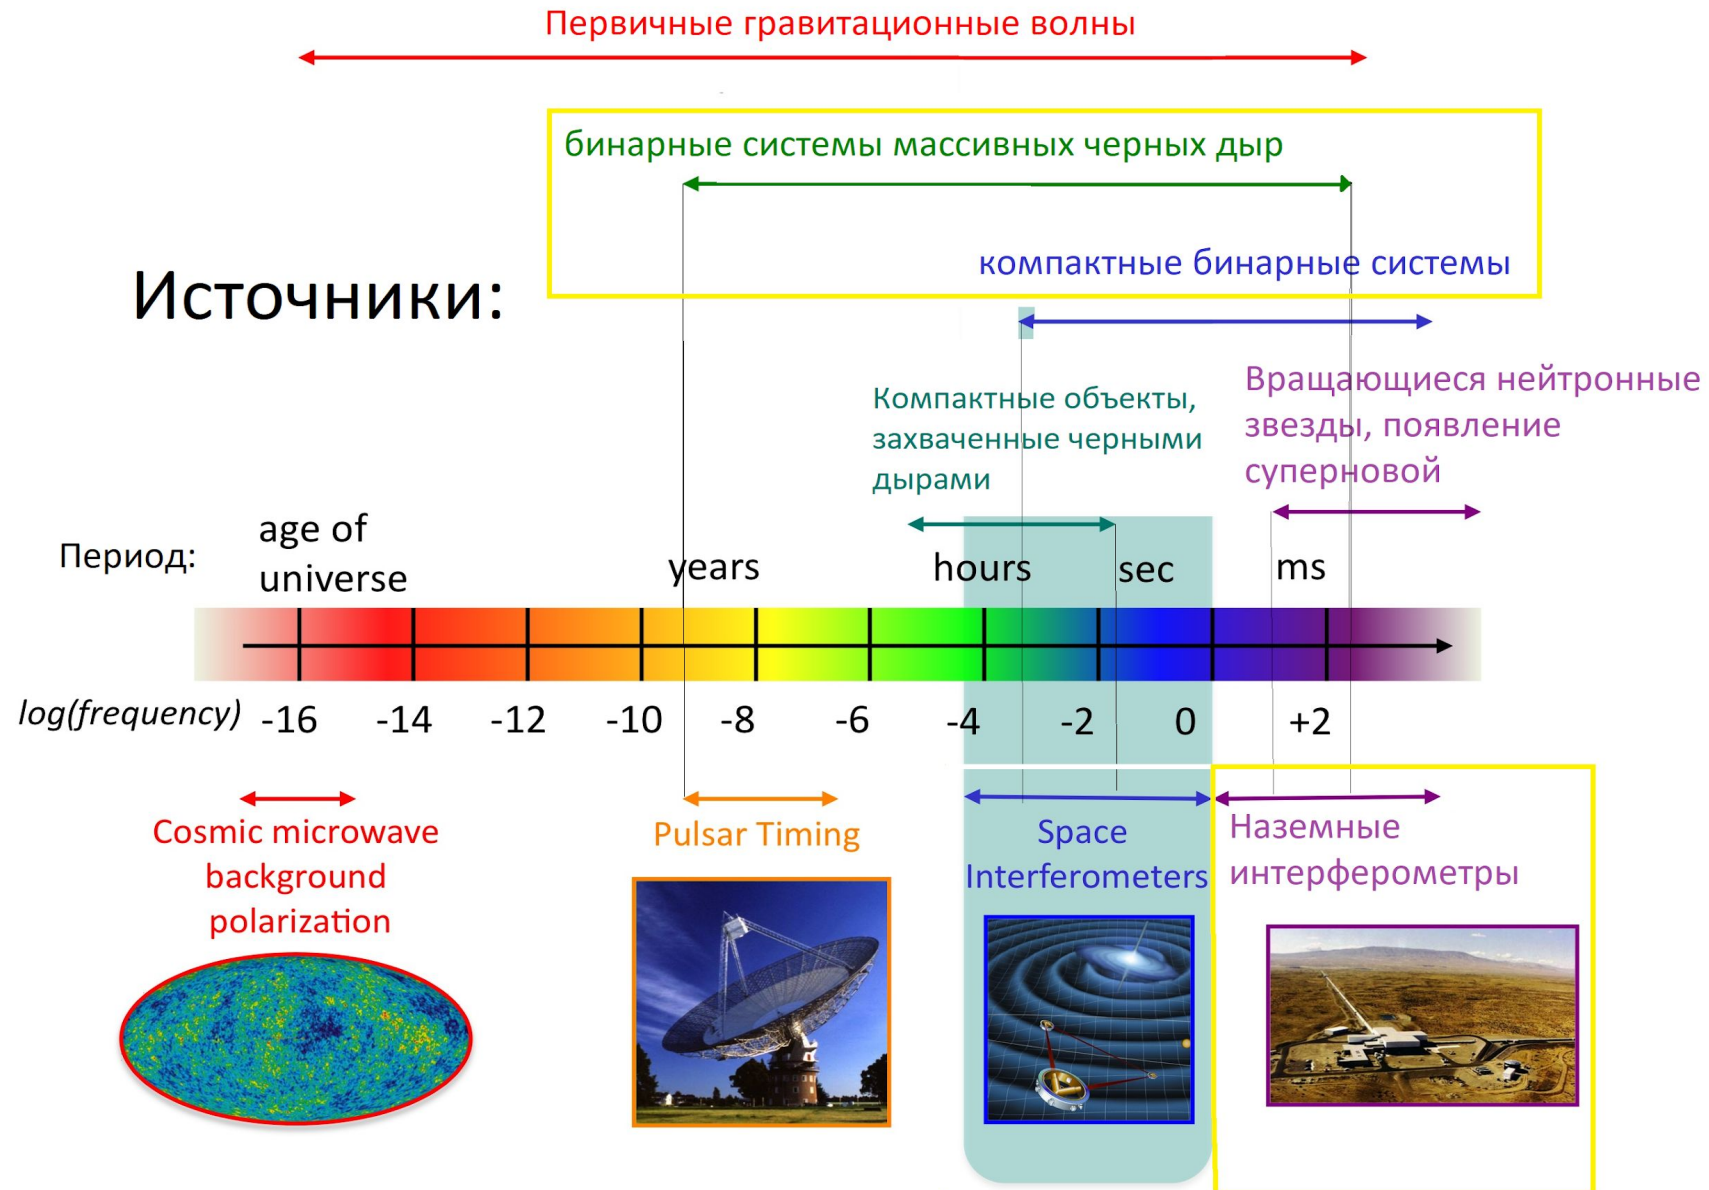 Первичные гравитационные волны
бинарные системы массивных черных дыр
компактные бинарные системы
Источники:
Компактные объекты,
захваченные черными
дырами
Вращающиеся нейтронные
звезды, появление
суперновой
Период:
age of
universe
years
hours
sec
ms
log(frequency) -16 -14 -12 -10 -8 -6 -4 -2 0 +2
Cosmic microwave
background
polarization
Pulsar Timing
Space
Interferometers
Наземные
интерферометры